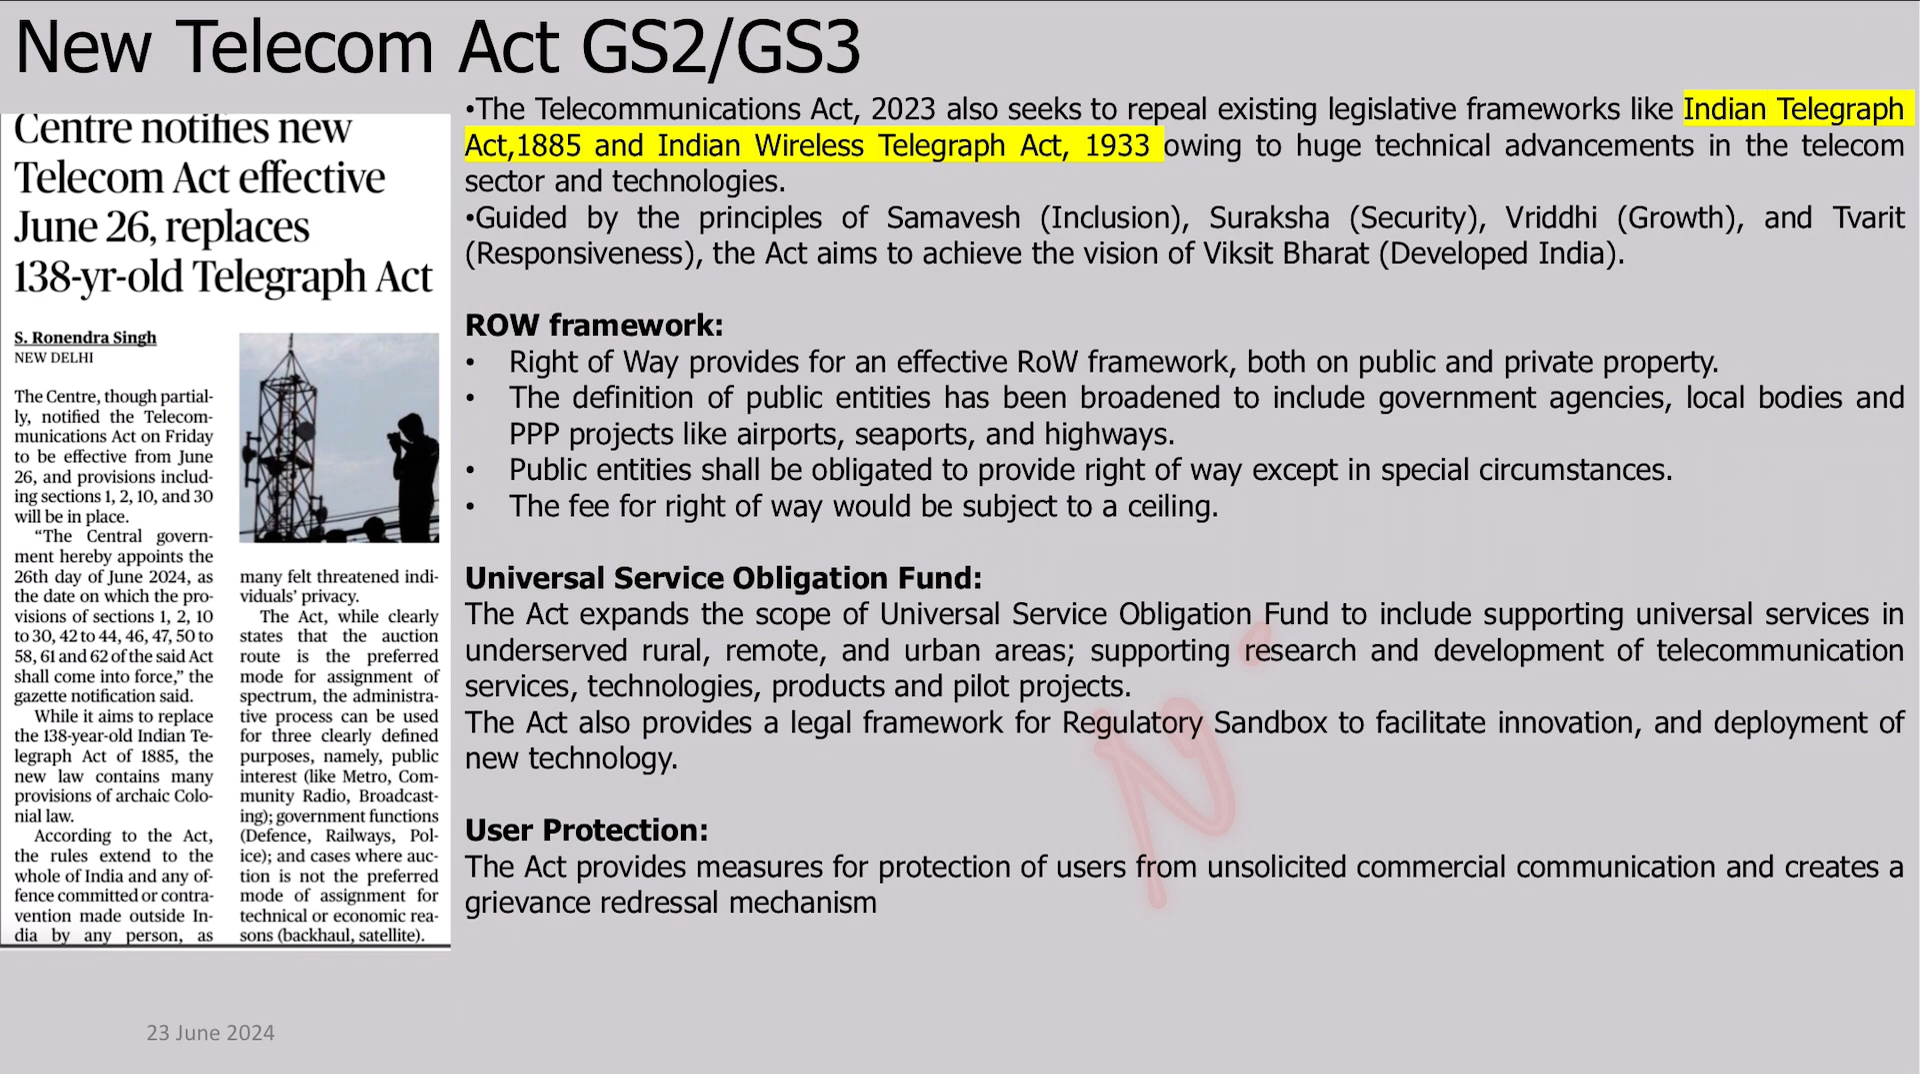 New Telecom Act GS2/GS3
Centre notifies new
Telecom Act effective
June 26, replaces
138-yr-old Telegraph Act
S. Ronendra Singh
NEW DELHI
The Centre, though partial-
ly, notified the Telecom-
munications Act on Friday
to be effective from June
26, and provisions includ-
ing sections 1, 2, 10, and 30
will be in place.
“The Central govern-
ment hereby appoints the
26th day of June 2024, as
the date on which the pro-
visions of sections 1, 2, 10
to 30, 42 to 44, 46, 47, 50 to
58, 61 and 62 of the said Act
shall come into force,” the
gazette notification said.
While it aims to replace
the 138-year-old Indian Te-
legraph Act of 1885, the
new law contains many
provisions of archaic Colo-
nial law.
According to the Act,
the rules extend to the
whole of India and any of-
fence committed or contra-
vention made outside In-
dia by any person, as
many felt threatened indi-
viduals’ privacy.
The Act, while clearly
states that the auction
route is the preferred
mode for assignment of
spectrum, the administra-
tive process can be used
for three clearly defined
purposes, namely, public
interest (like Metro, Com-
munity Radio, Broadcast-
ing); government functions
(Defence, Railways, Pol-
ice); and cases where auc-
tion is not the preferred
mode of assignment for
technical or economic rea-
sons (backhaul, satellite).
•The Telecommunications Act, 2023 also seeks to repeal existing legislative frameworks like Indian Telegraph
Act,1885 and Indian Wireless Telegraph Act, 1933 owing to huge technical advancements in the telecom
sector and technologies.
•Guided by the principles of Samavesh (Inclusion), Suraksha (Security), Vriddhi (Growth), and Tvarit
(Responsiveness), the Act aims to achieve the vision of Viksit Bharat (Developed India).
ROW framework:
• Right of Way provides for an effective RoW framework, both on public and private property.
• The definition of public entities has been broadened to include government agencies, local bodies and
PPP projects like airports, seaports, and highways.
• Public entities shall be obligated to provide right of way except in special circumstances.
• The fee for right of way would be subject to a ceiling.
Universal Service Obligation Fund:
The Act expands the scope of Universal Service Obligation Fund to include supporting universal services in
underserved rural, remote, and urban areas; supporting research and development of telecommunication
services, technologies, products and pilot projects.
The Act also provides a legal framework for Regulatory Sandbox to facilitate innovation, and deployment of
new technology.
User Protection:
The Act provides measures for protection of users from unsolicited commercial communication and creates a
grievance redressal mechanism
23 June 2024